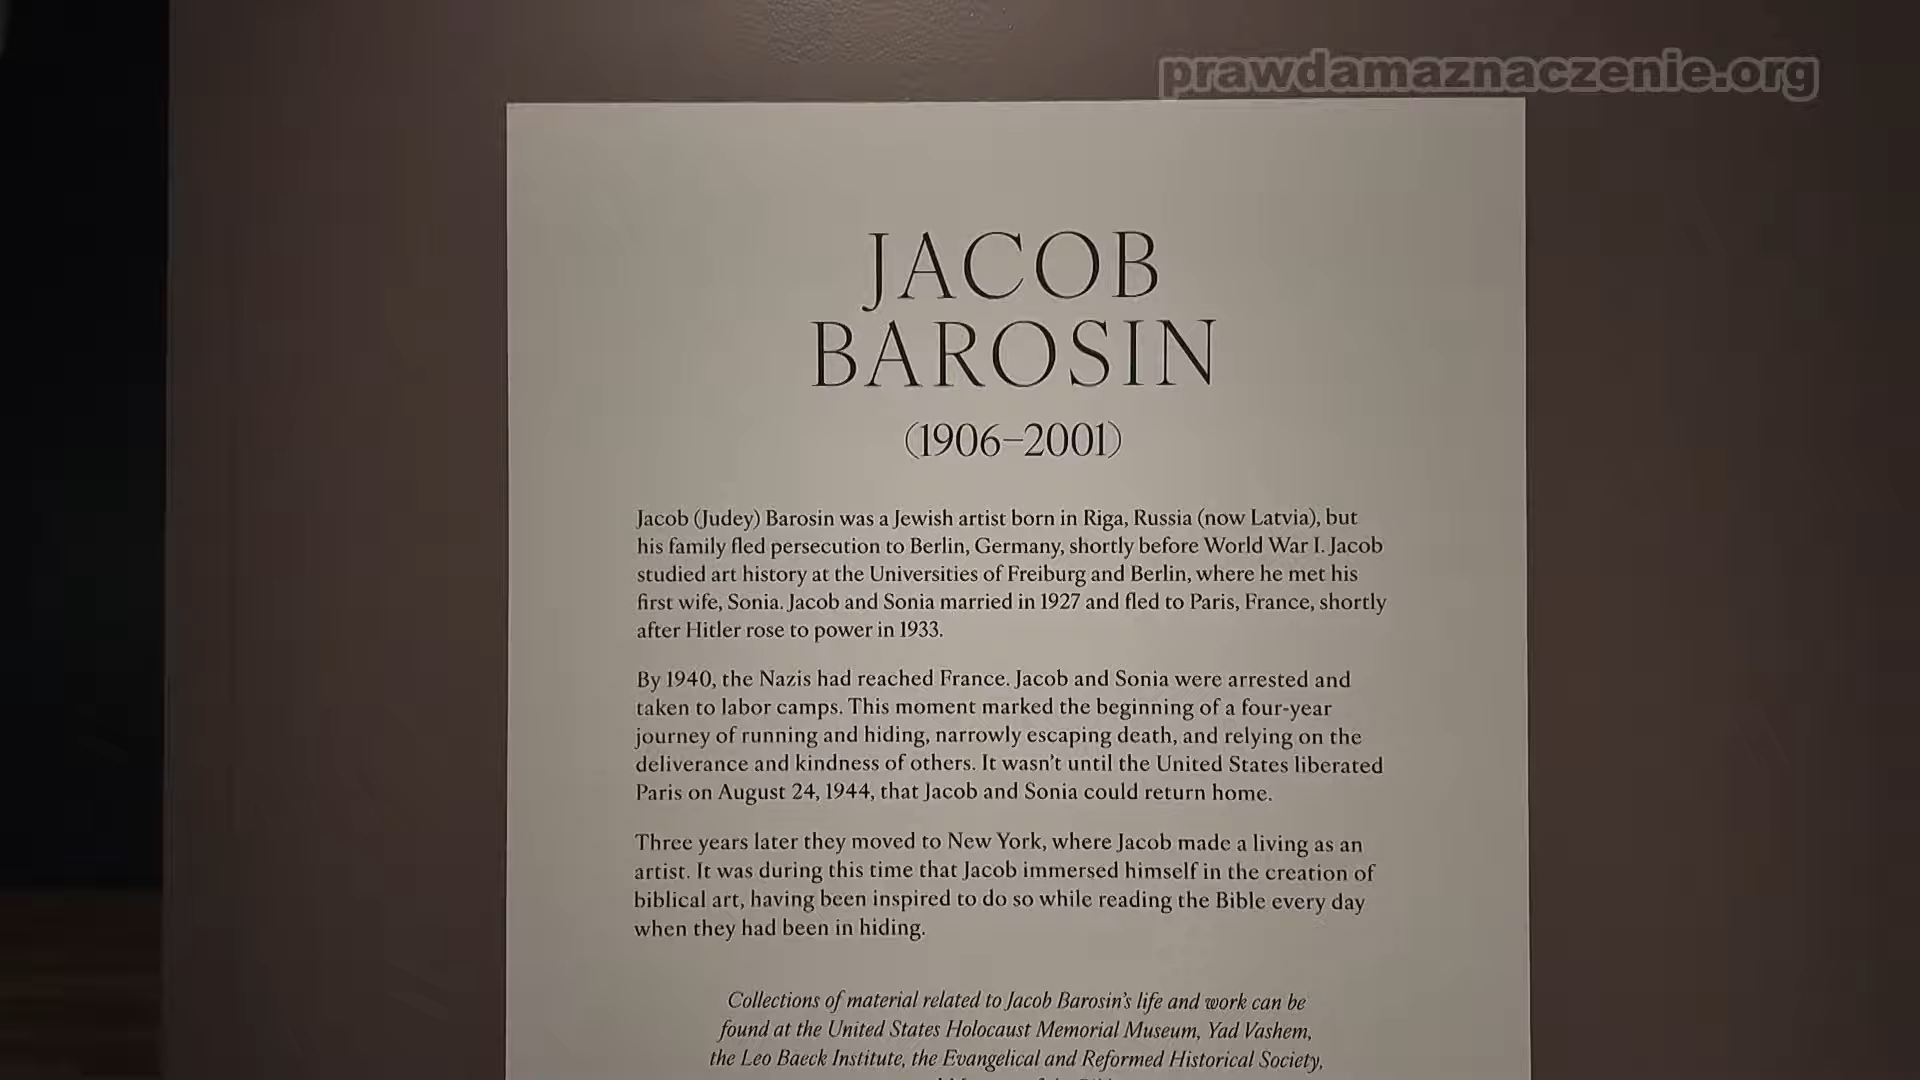 prawdamaznaczenie.org
JACOB
BAROSIN
(1906–2001)
Jacob (Judey) Barosin was a Jewish artist born in Riga, Russia (now Latvia), but
his family fled persecution to Berlin, Germany, shortly before World War I. Jacob
studied art history at the Universities of Freiburg and Berlin, where he met his
first wife, Sonia. Jacob and Sonia married in 1927 and fled to Paris, France, shortly
after Hitler rose to power in 1933.
By 1940, the Nazis had reached France. Jacob and Sonia were arrested and
taken to labor camps. This moment marked the beginning of a four-year
journey of running and hiding, narrowly escaping death, and relying on the
deliverance and kindness of others. It wasn't until the United States liberated
Paris on August 24, 1944, that Jacob and Sonia could return home.
Three years later they moved to New York, where Jacob made a living as an
artist. It was during this time that Jacob immersed himself in the creation of
biblical art, having been inspired to do so while reading the Bible every day
when they had been in hiding.
Collections of material related to Jacob Barosin's life and work can be
found at the United States Holocaust Memorial Museum, Yad Vashem,
the Leo Baeck Institute, the Evangelical and Reformed Historical Society,